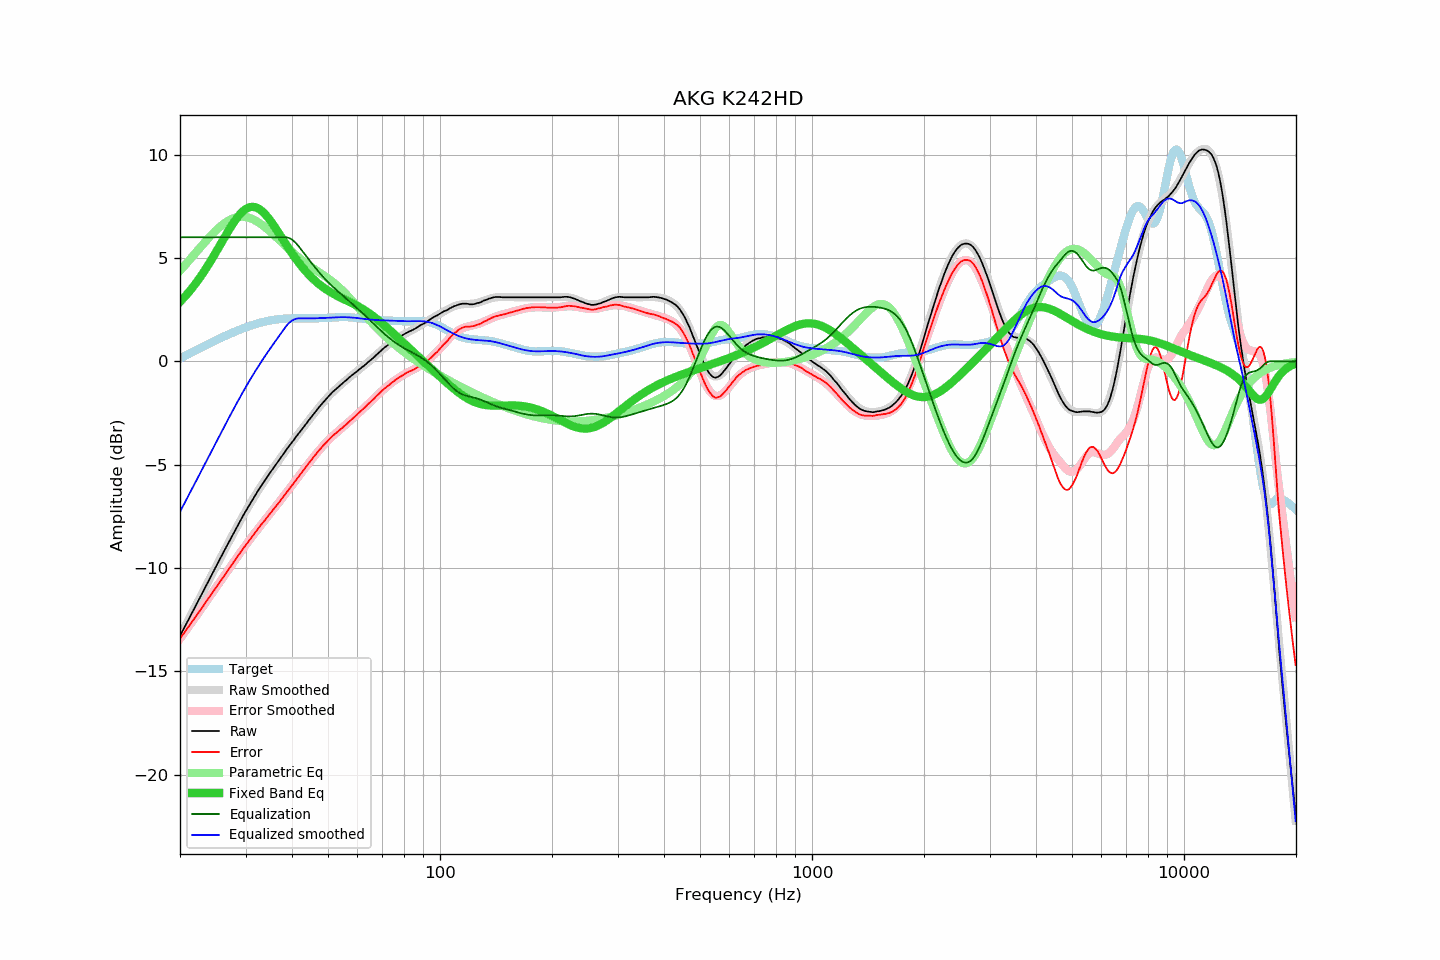 AKG K242HD
10
5
0
−5
−10
−15
−20
Amplitude (dBr)
Target
Raw Smoothed
Error Smoothed
Raw
Error
Parametric Eq
Fixed Band Eq
Equalization
Equalized smoothed
100
1000
10000
Frequency (Hz)